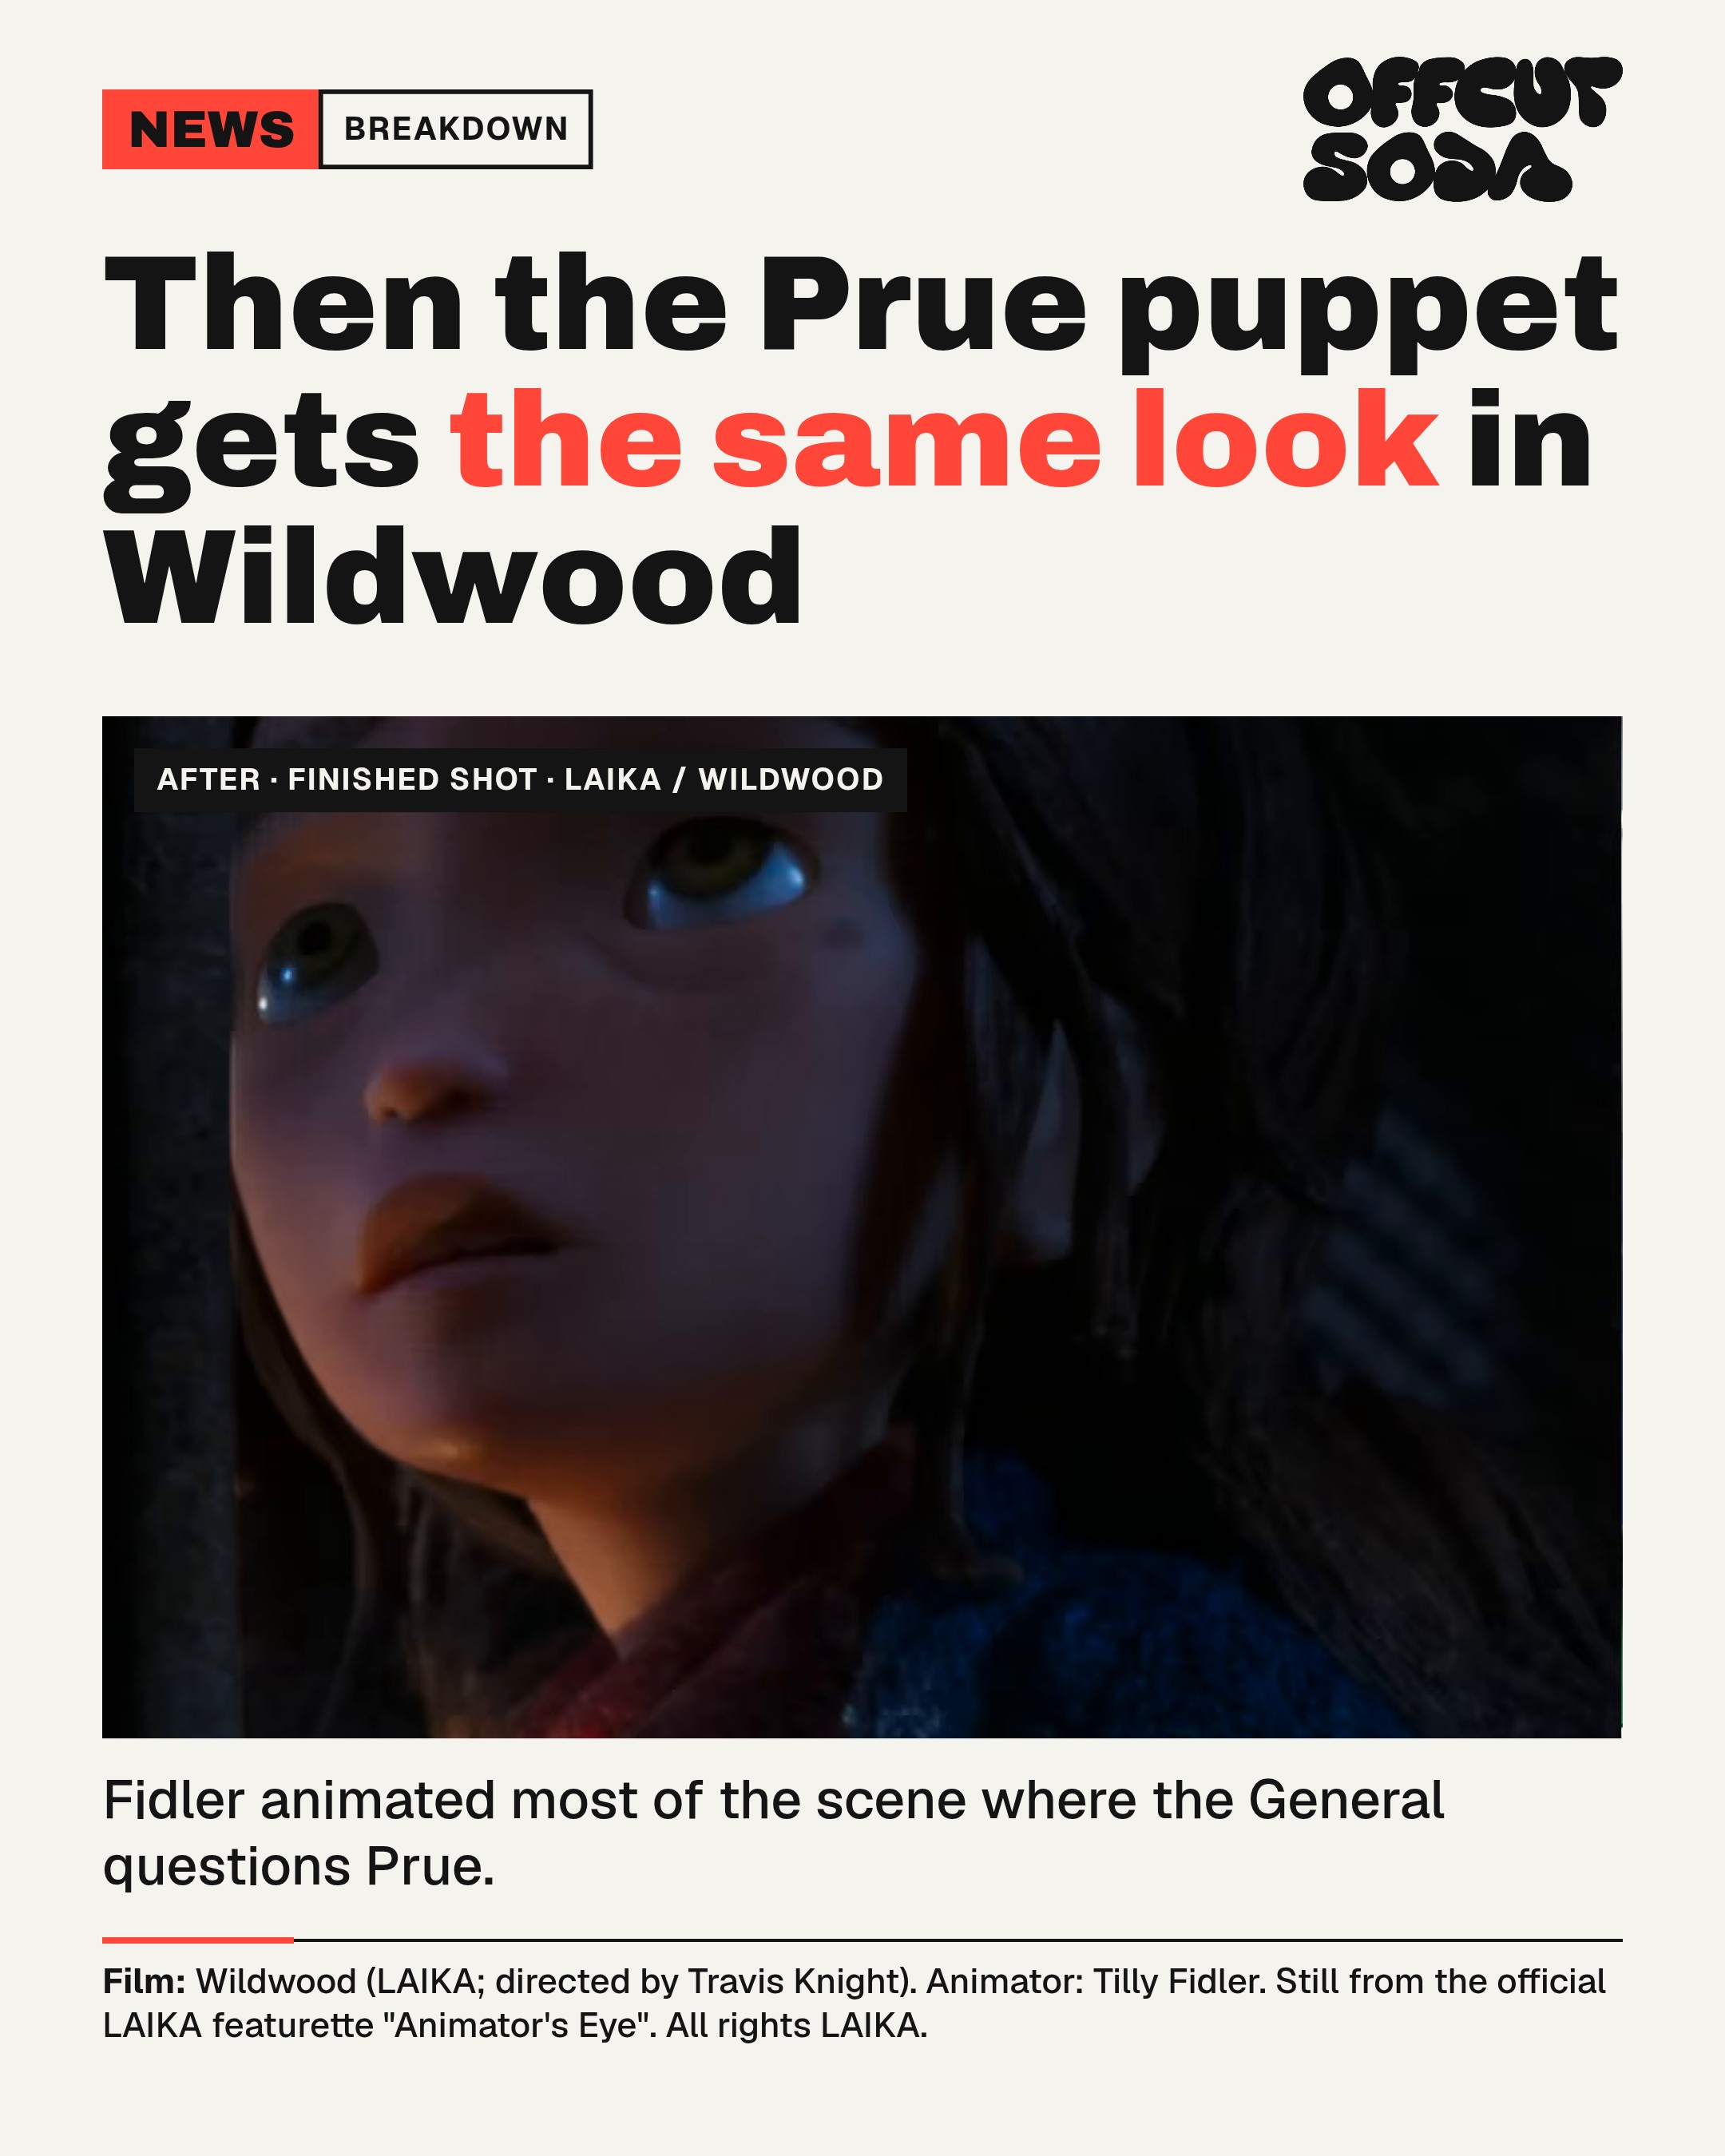 NEWS BREAKDOWN
OFFCUT
SODA
Then the Prue puppet
gets the same look in
Wildwood
AFTER · FINISHED SHOT · LAIKA / WILDWOOD
Fidler animated most of the scene where the General
questions Prue.
Film: Wildwood (LAIKA; directed by Travis Knight). Animator: Tilly Fidler. Still from the official
LAIKA featurette "Animator's Eye". All rights LAIKA.